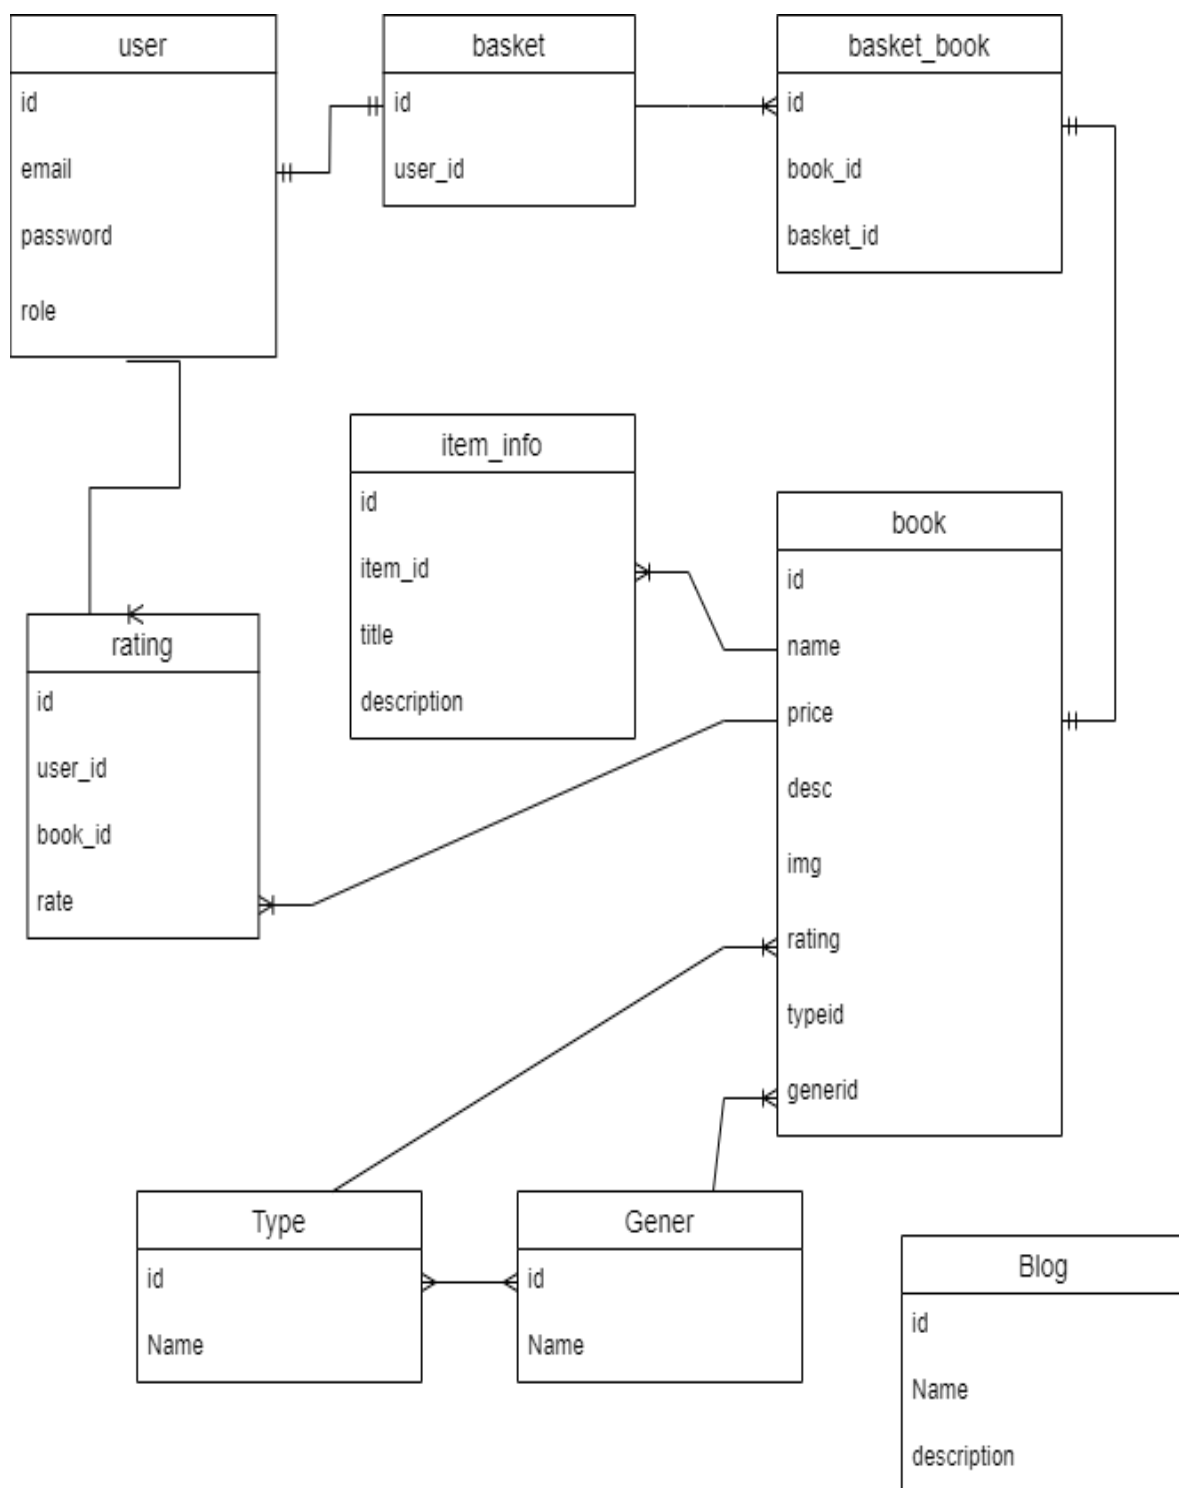 user
id
email
password
role
basket
id
user_id
basket_book
id
book_id
basket_id
item_info
id
item_id
title
description
book
id
name
price
desc
img
rating
typeid
generid
rating
id
user_id
book_id
rate
Type
id
Name
Gener
id
Name
Blog
id
Name
description